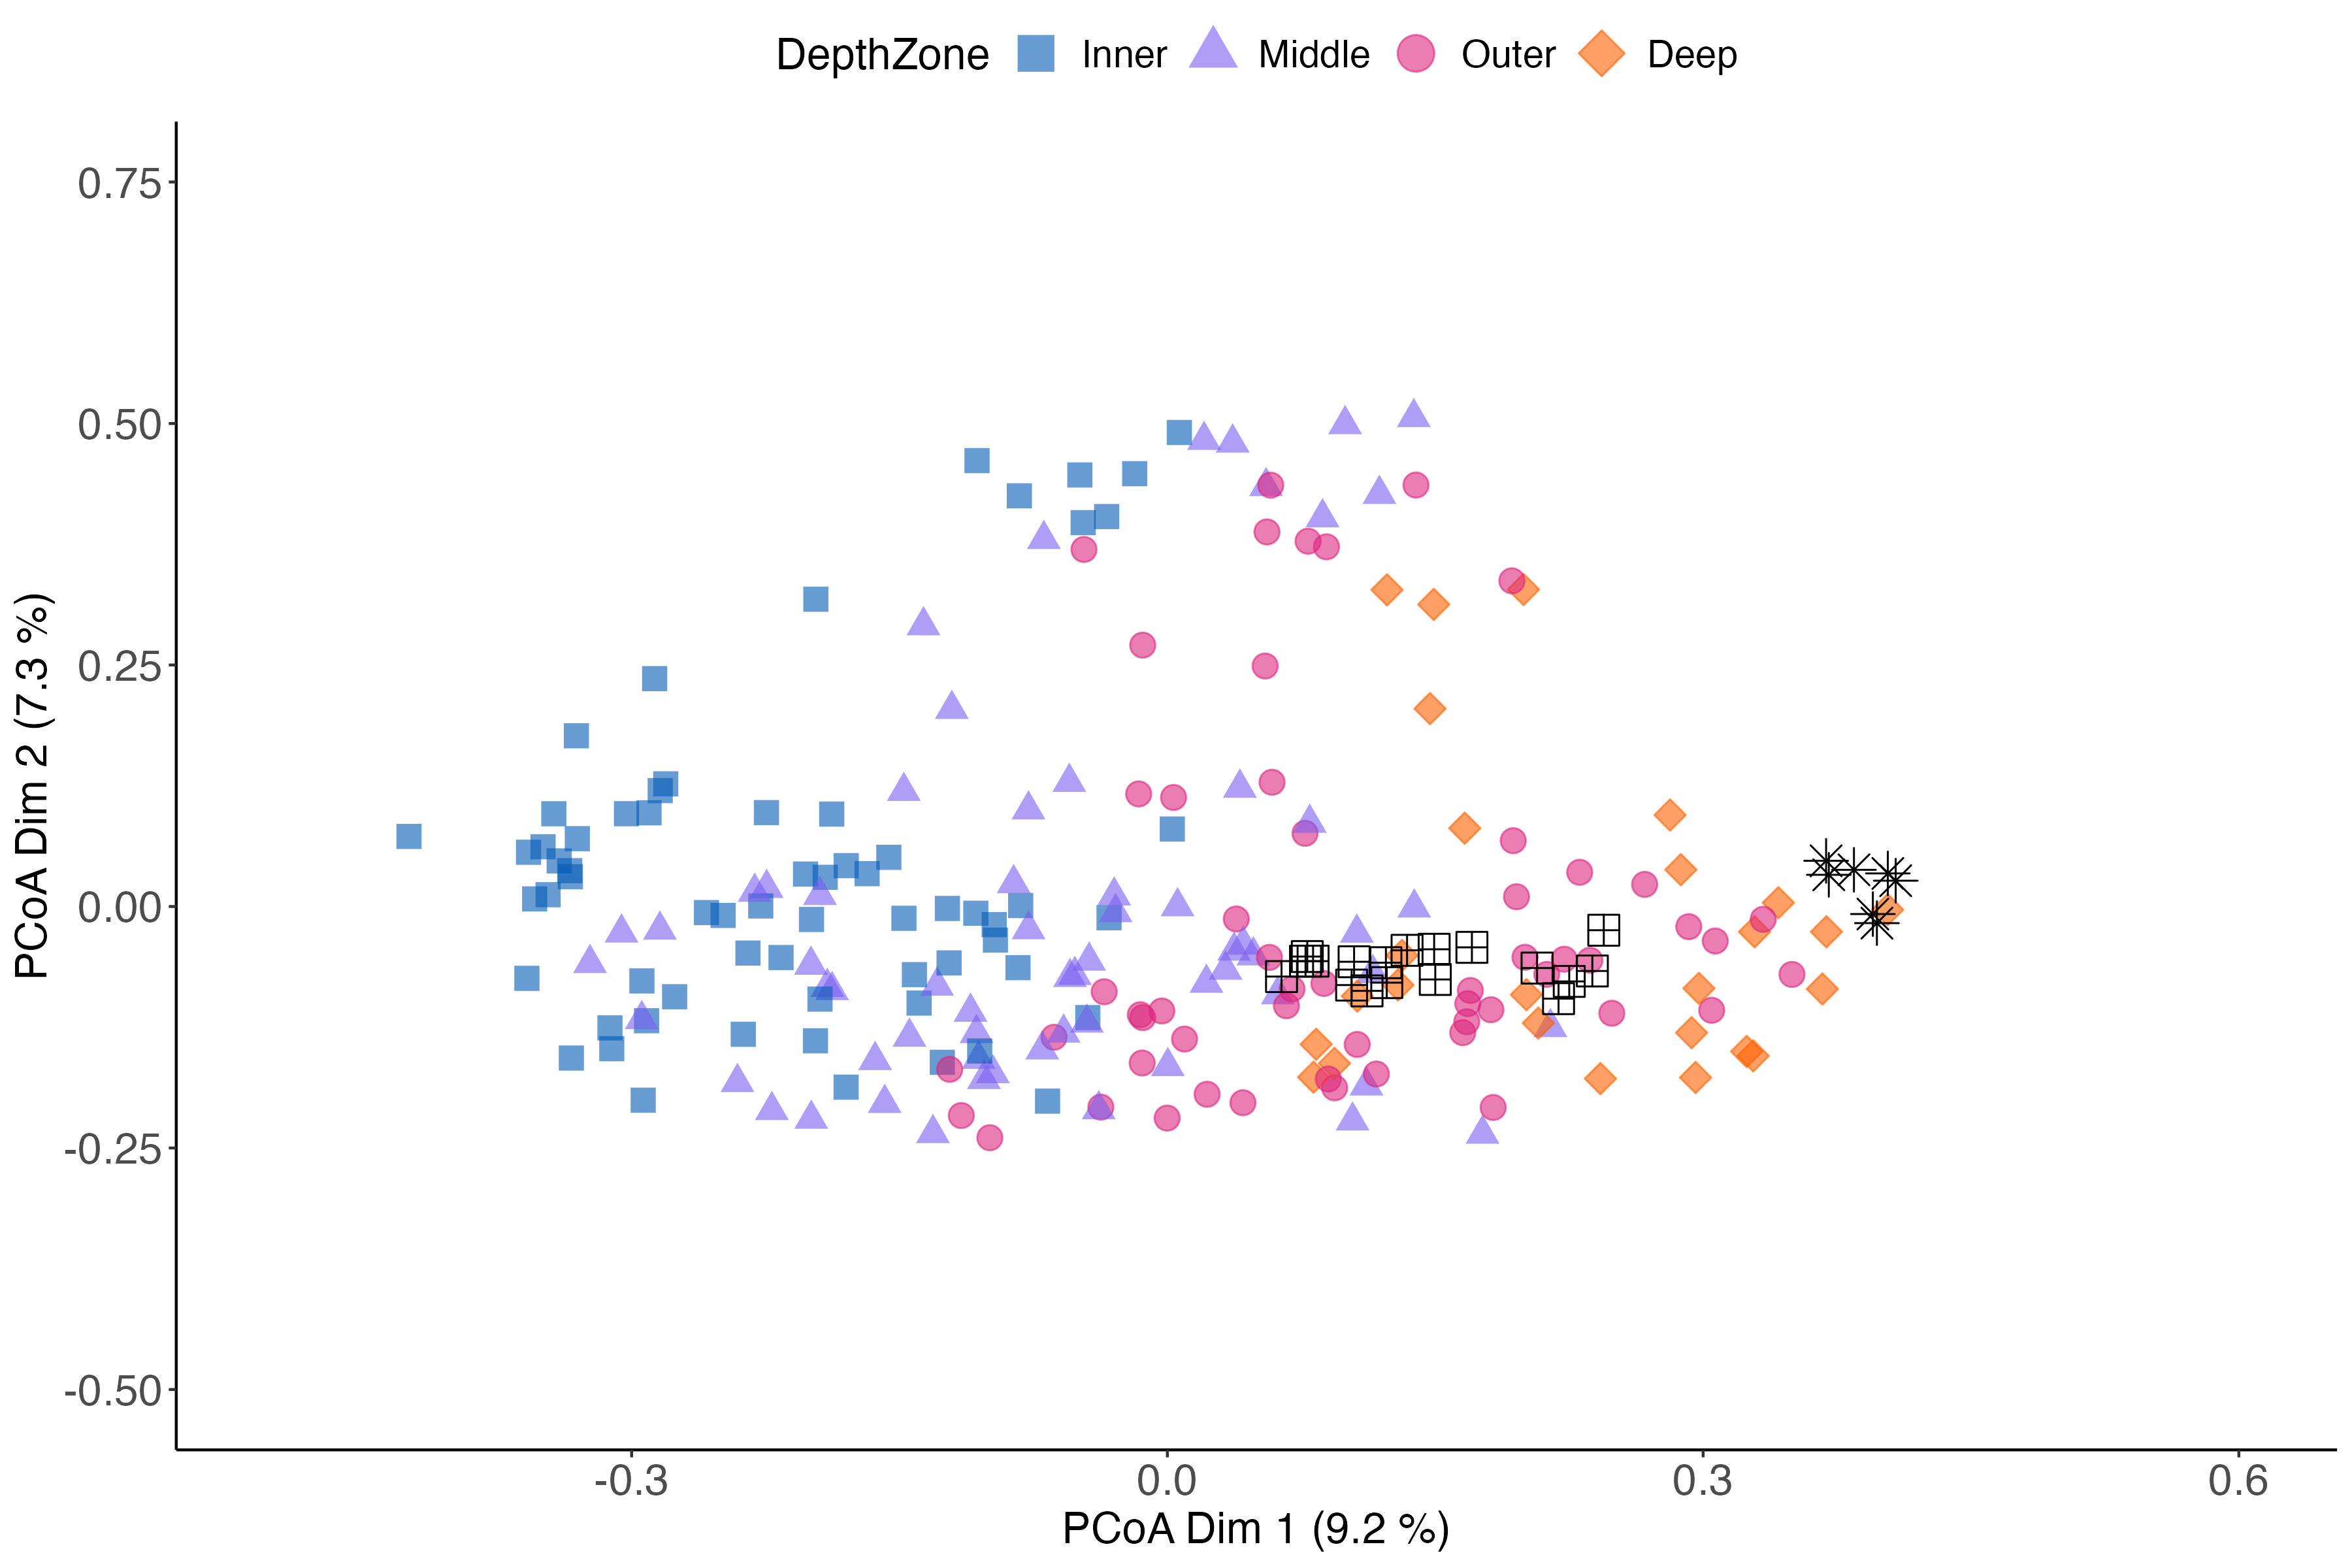 DepthZone Inner Middle Outer Deep
0.75
0.50
0.25
0.00
-0.25
-0.50
PCoA Dim 2 (7.3 %)
-0.3 0.0 0.3 0.6
PCoA Dim 1 (9.2 %)